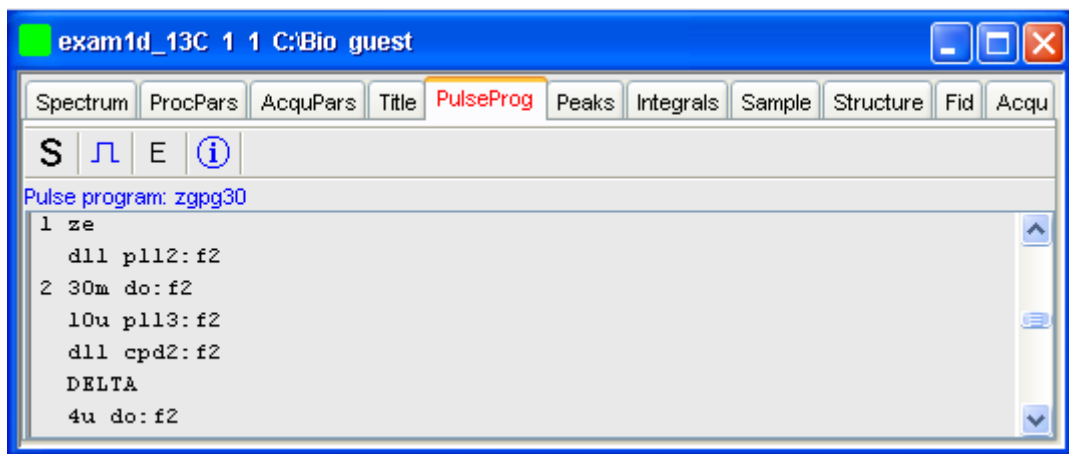 exam1d_13C 1 1 C:\Bio guest
Spectrum ProcPars AcquPars Title PulseProg Peaks Integrals Sample Structure Fid Acqu
S E i
Pulse program: zgpg30
1 ze
d11 pl12:f2
2 30m do:f2
10u pl13:f2
d11 cpd2:f2
DELTA
4u do:f2